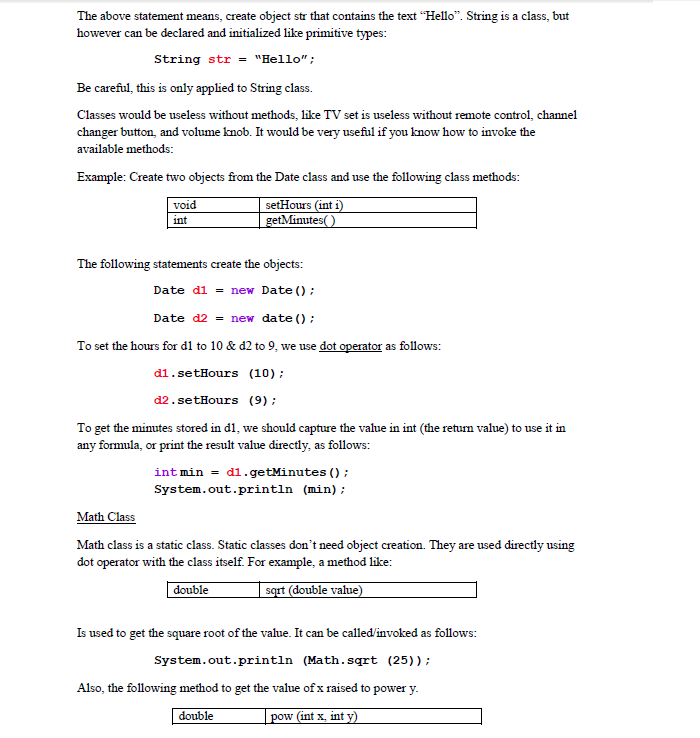 The above statement means, create object str that contains the text “Hello”. String is a class, but
however can be declared and initialized like primitive types:
String str = “Hello”;
Be careful, this is only applied to String class.
Classes would be useless without methods, like TV set is useless without remote control, channel
changer button, and volume knob. It would be very useful if you know how to invoke the
available methods:
Example: Create two objects from the Date class and use the following class methods:
void setHours (int i)
int getMinutes( )
The following statements create the objects:
Date d1 = new Date();
Date d2 = new date();
To set the hours for d1 to 10 & d2 to 9, we use dot operator as follows:
d1.setHours (10);
d2.setHours (9);
To get the minutes stored in d1, we should capture the value in int (the return value) to use it in
any formula, or print the result value directly, as follows:
int min = d1.getMinutes();
System.out.println (min);
Math Class
Math class is a static class. Static classes don’t need object creation. They are used directly using
dot operator with the class itself. For example, a method like:
double sqrt (double value)
Is used to get the square root of the value. It can be called/invoked as follows:
System.out.println (Math.sqrt (25));
Also, the following method to get the value of x raised to power y.
double pow (int x, int y)